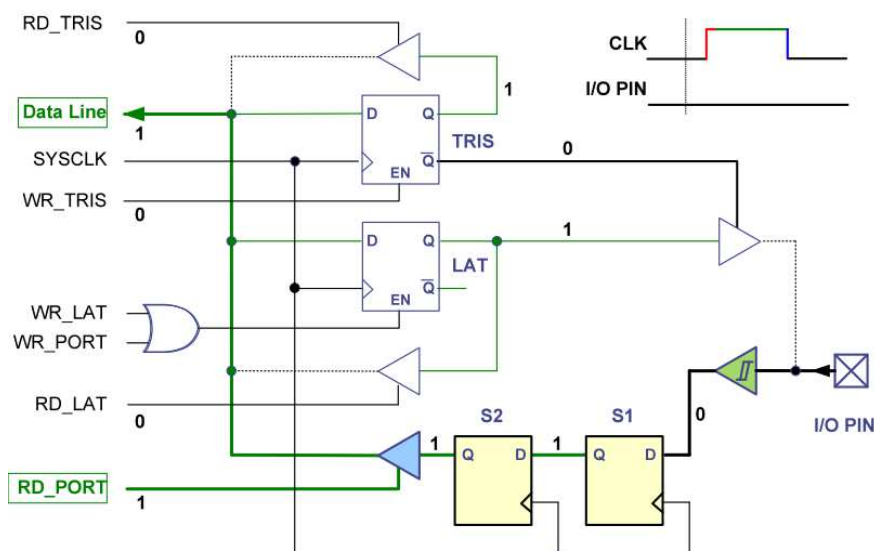 RD_TRIS
0
CLK
I/O PIN
1
Data Line
1
D Q
TRIS
SYSCLK
Q
0
EN
WR_TRIS
0
D Q
1
LAT
Q
EN
WR_LAT
WR_PORT
RD_LAT
0
S2
S1
0
I/O PIN
1
Q D
1
Q D
RD_PORT
1